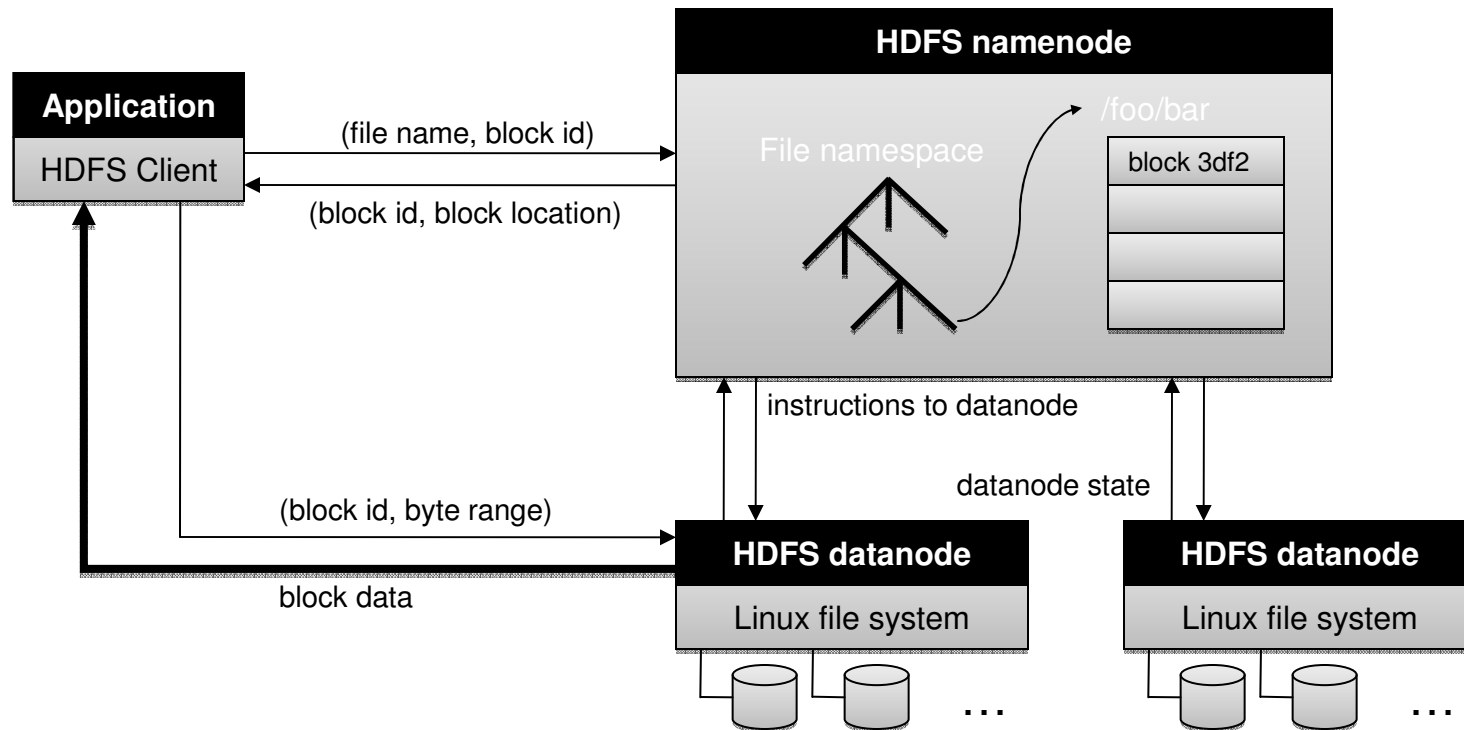 HDFS namenode
Application
HDFS Client
(file name, block id)
(block id, block location)
File namespace
/foo/bar
block 3df2
instructions to datanode
datanode state
(block id, byte range)
block data
HDFS datanode
Linux file system
...
HDFS datanode
Linux file system
...